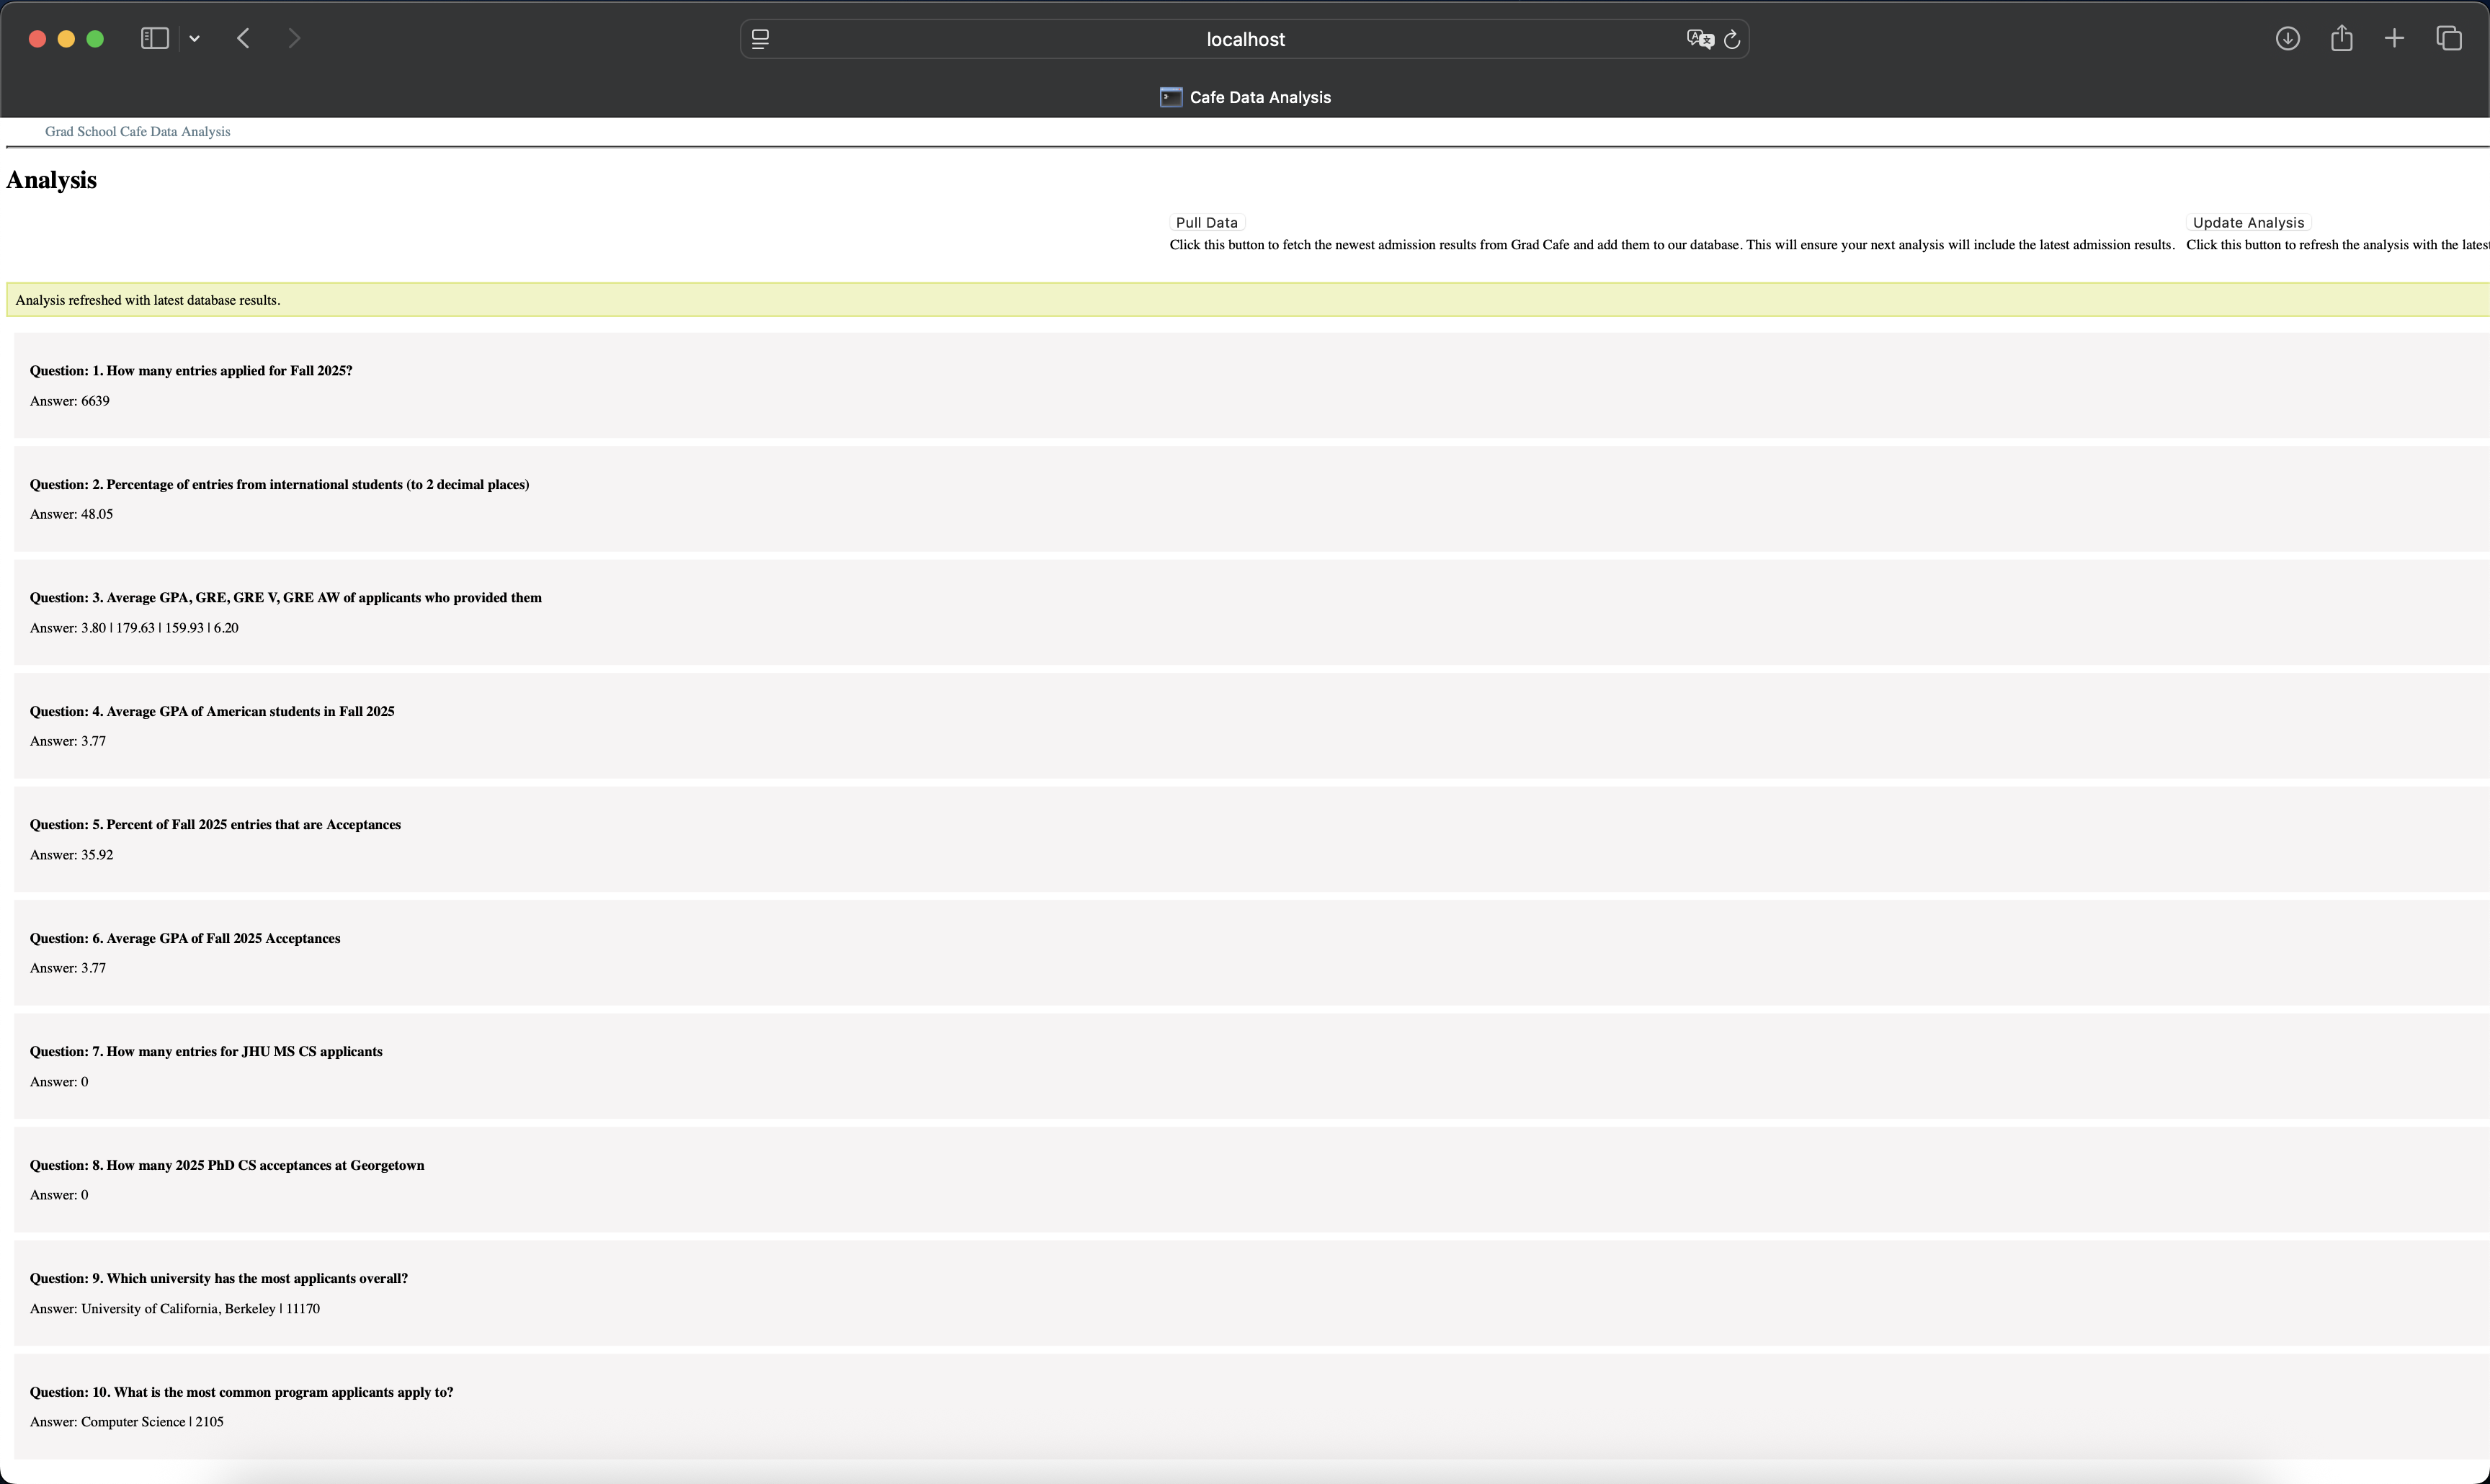 localhost
Cafe Data Analysis
Grad School Cafe Data Analysis
Analysis
Pull Data
Update Analysis
Click this button to fetch the newest admission results from Grad Cafe and add them to our database. This will ensure your next analysis will include the latest admission results.
Click this button to refresh the analysis with the latest
Analysis refreshed with latest database results.
Question: 1. How many entries applied for Fall 2025?
Answer: 6639
Question: 2. Percentage of entries from international students (to 2 decimal places)
Answer: 48.05
Question: 3. Average GPA, GRE, GRE V, GRE AW of applicants who provided them
Answer: 3.80 | 179.63 | 159.93 | 6.20
Question: 4. Average GPA of American students in Fall 2025
Answer: 3.77
Question: 5. Percent of Fall 2025 entries that are Acceptances
Answer: 35.92
Question: 6. Average GPA of Fall 2025 Acceptances
Answer: 3.77
Question: 7. How many entries for JHU MS CS applicants
Answer: 0
Question: 8. How many 2025 PhD CS acceptances at Georgetown
Answer: 0
Question: 9. Which university has the most applicants overall?
Answer: University of California, Berkeley | 11170
Question: 10. What is the most common program applicants apply to?
Answer: Computer Science | 2105